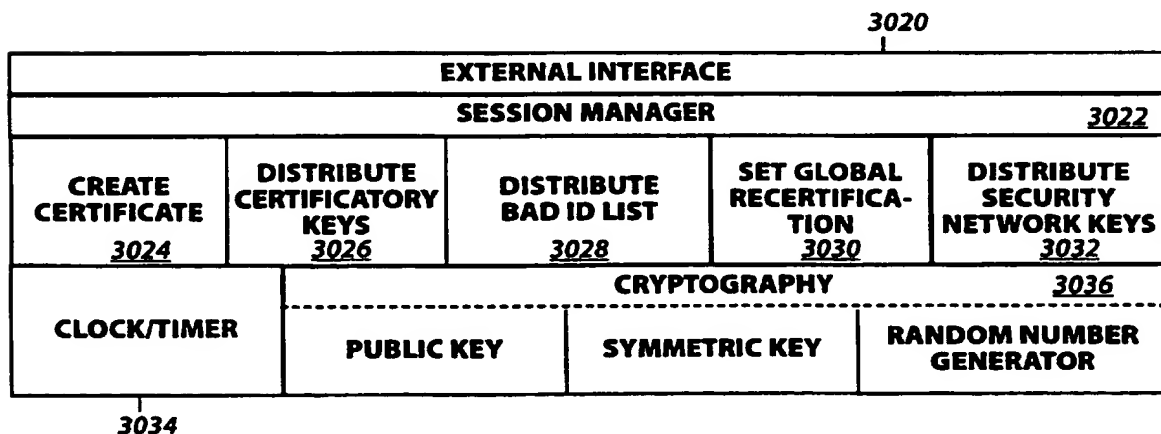 3020
EXTERNAL INTERFACE
SESSION MANAGER 3022
CREATE
CERTIFICATE
3024
DISTRIBUTE
CERTIFICATORY
KEYS
3026
DISTRIBUTE
BAD ID LIST
3028
SET GLOBAL
RECERTIFICA-
TION
3030
DISTRIBUTE
SECURITY
NETWORK KEYS
3032
CLOCK/TIMER
CRYPTOGRAPHY 3036
PUBLIC KEY
SYMMETRIC KEY
RANDOM NUMBER
GENERATOR
3034